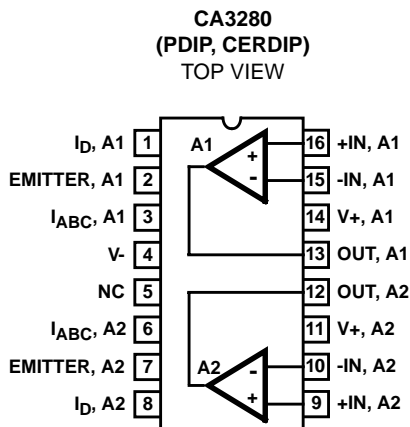 CA3280
(PDIP, CERDIP)
TOP VIEW
I_D, A1 1 A1 + 16 +IN, A1
EMITTER, A1 2 - 15 -IN, A1
I_ABC, A1 3 14 V+, A1
V- 4 13 OUT, A1
NC 5 12 OUT, A2
I_ABC, A2 6 11 V+, A2
EMITTER, A2 7 A2 - 10 -IN, A2
I_D, A2 8 + 9 +IN, A2